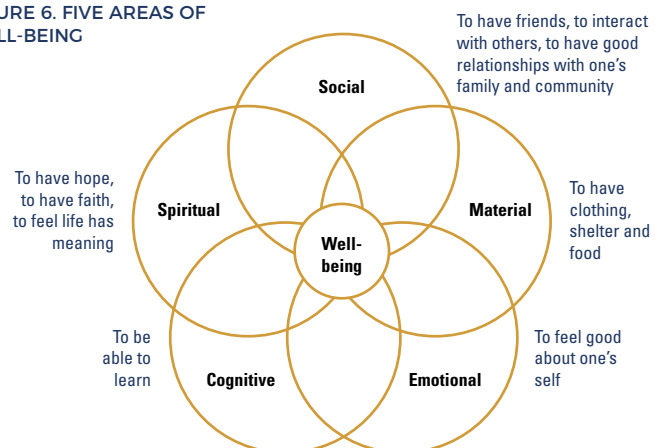 URE 6. FIVE AREAS OF
LL-BEING
To have friends, to interact
with others, to have good
relationships with one's
family and community
Social
To have hope,
to have faith,
to feel life has
meaning
Spiritual
Material
To have
clothing,
shelter and
food
Well-
being
To be
able to
learn
Cognitive
Emotional
To feel good
about one's
self